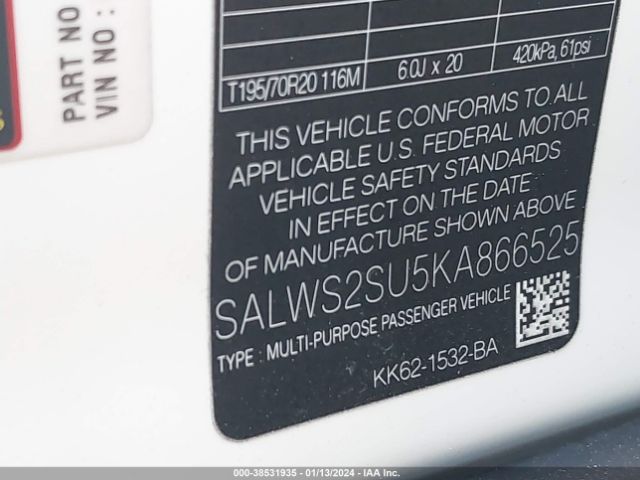 PART NO
VIN NO :
T195/70R20 116M 6.0J x 20 420kPa, 61psi
THIS VEHICLE CONFORMS TO ALL
APPLICABLE U.S. FEDERAL MOTOR
VEHICLE SAFETY STANDARDS
IN EFFECT ON THE DATE
OF MANUFACTURE SHOWN ABOVE
SALWS2SU5KA866525
TYPE : MULTI-PURPOSE PASSENGER VEHICLE
KK62-1532-BA
000-38531935 - 01/13/2024 - IAAI.com